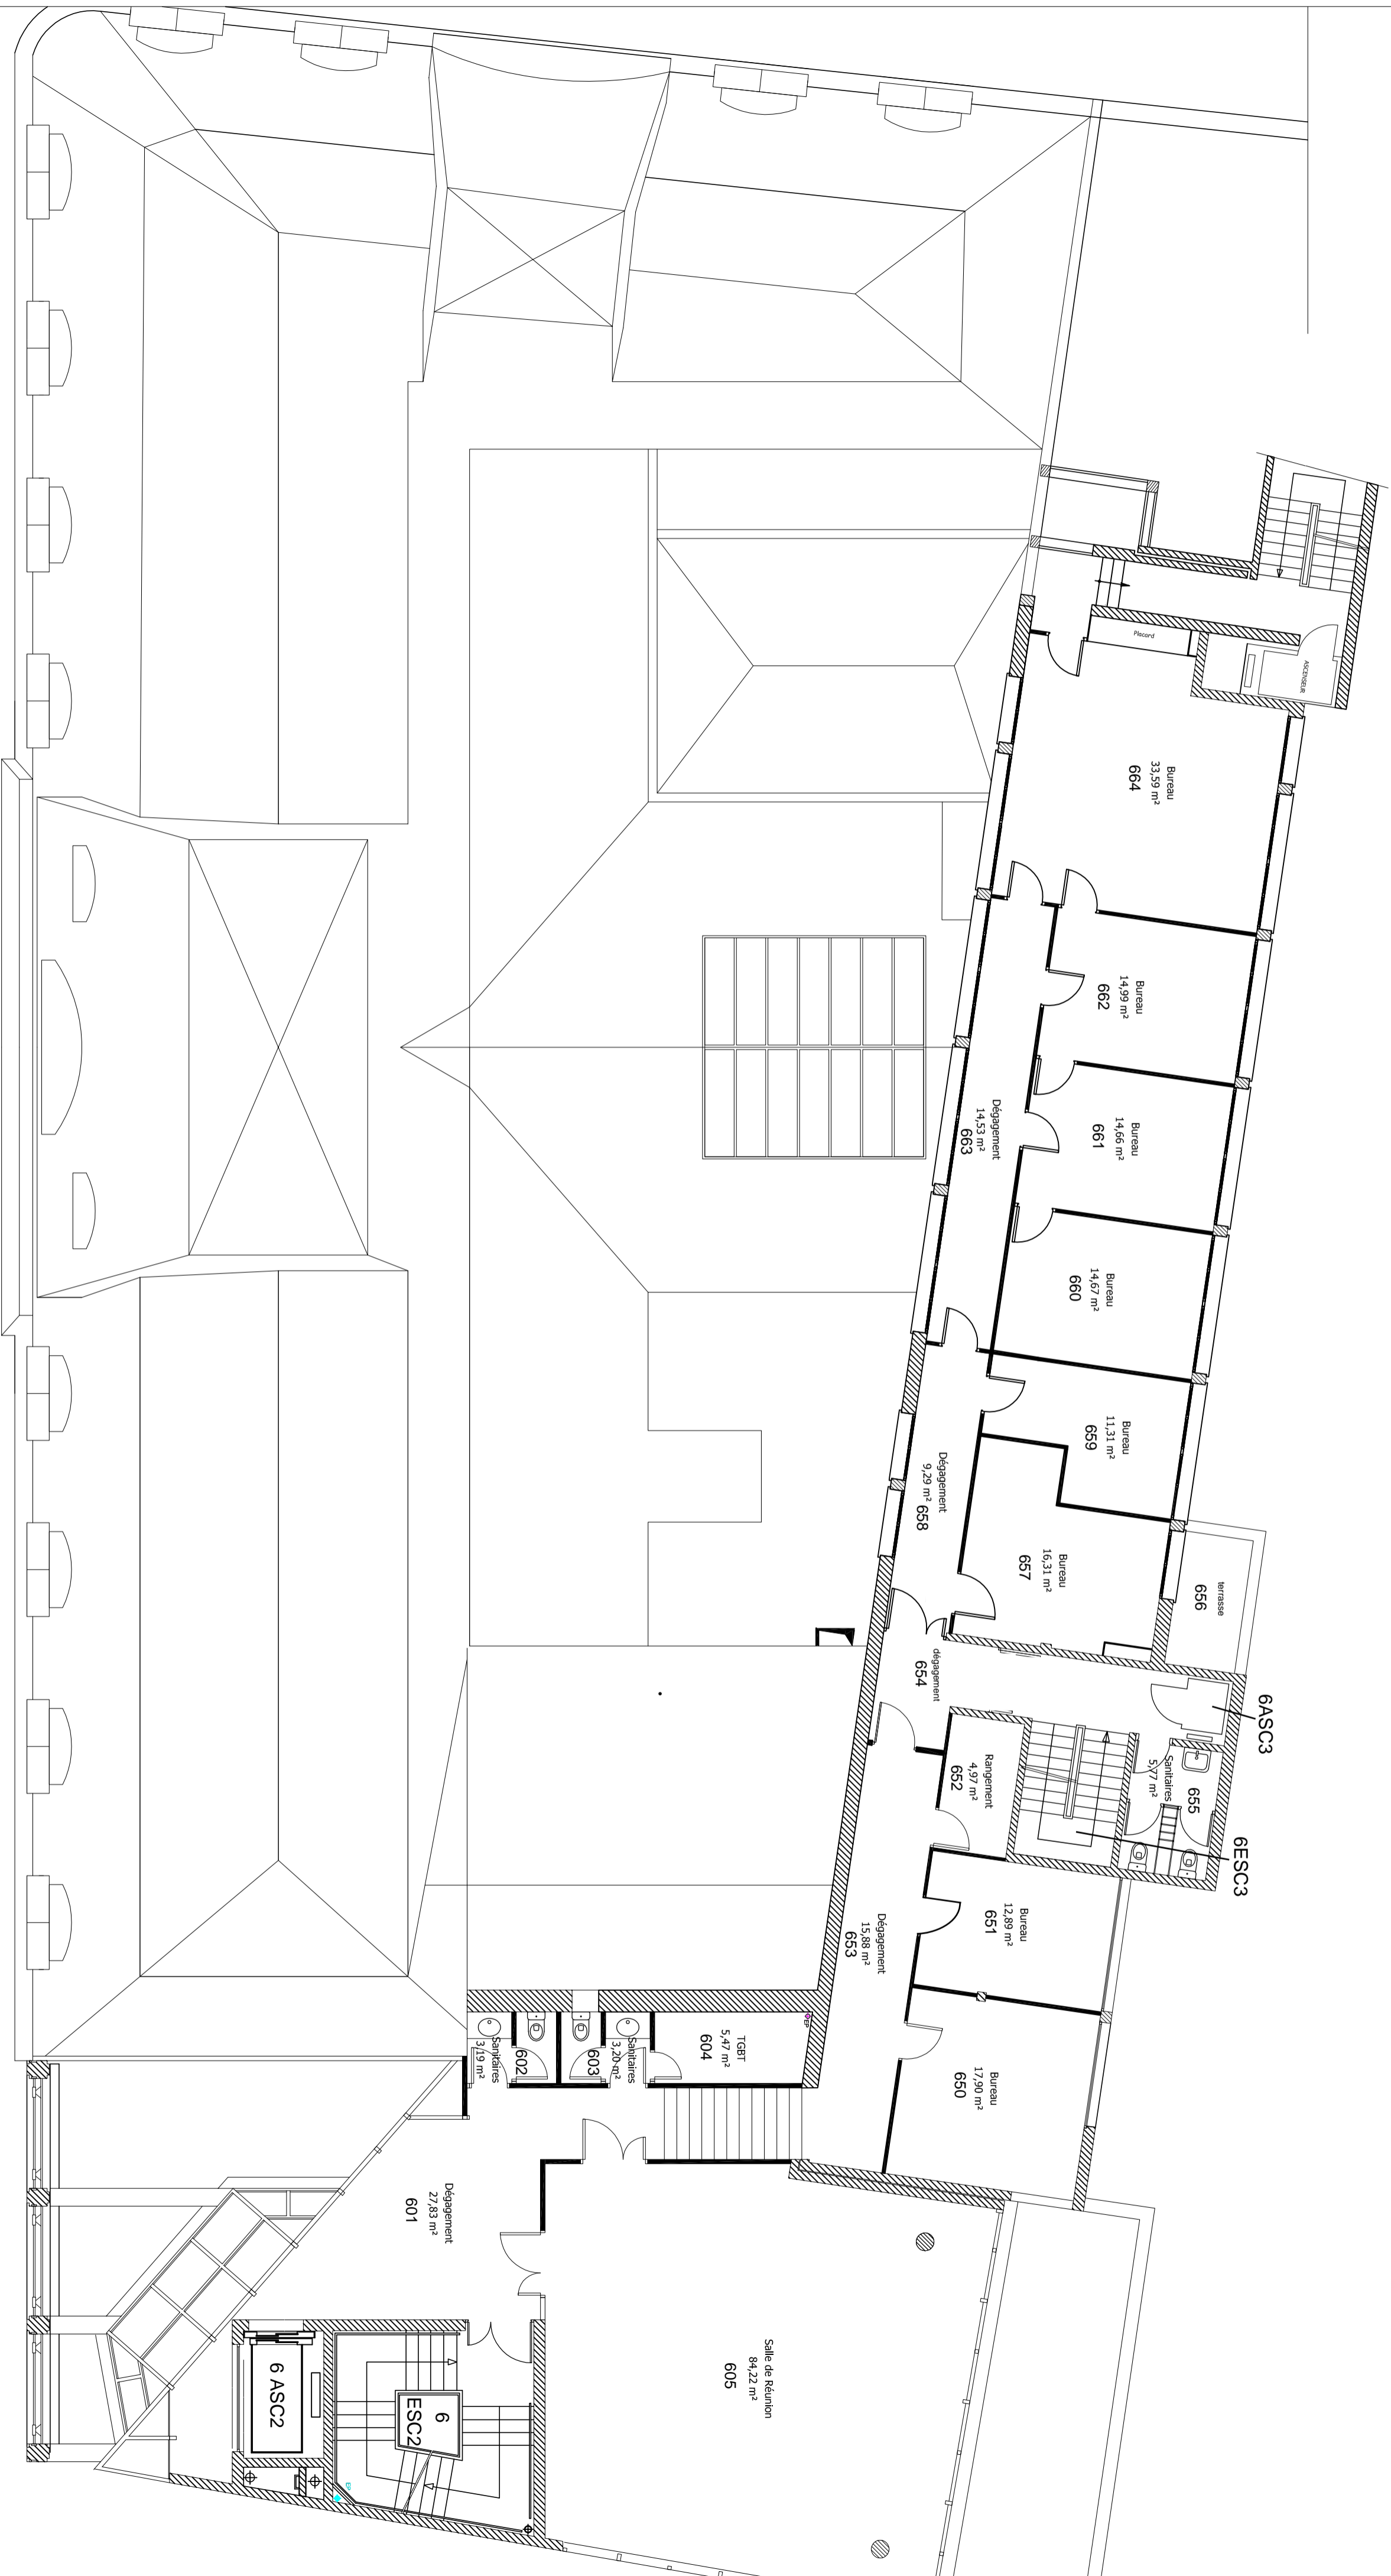 Placard
ASCENSEUR
Bureau
33,59 m²
664
Bureau
14,99 m²
662
Dégagement
14,53 m²
663
Bureau
14,66 m²
661
Bureau
14,67 m²
660
Bureau
11,31 m²
659
Dégagement
9,29 m²
658
Bureau
16,31 m²
657
terrasse
656
dégagement
654
6ASC3
Sanitaires
5,77 m²
655
Rangement
4,97 m²
652
6ESC3
Bureau
12,89 m²
651
Dégagement
15,88 m²
653
Bureau
17,90 m²
650
TGBT
5,47 m²
604
EP
Sanitaires
3,20 m²
603
Sanitaires
3,19 m²
602
Dégagement
27,83 m²
601
Salle de Réunion
84,22 m²
605
6 ASC2
6
ESC2
EP